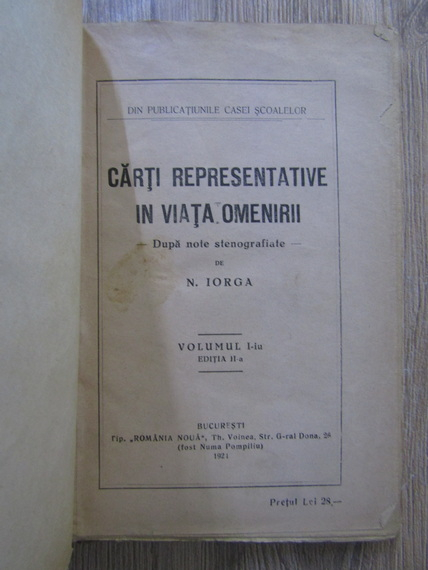 DIN PUBLICAȚIUNILE CASEI ȘCOALELOR
CĂRȚI REPRESENTATIVE
IN VIAȚA OMENIRII
— După note stenografiate —
DE
N. IORGA
VOLUMUL I-iu
EDIȚIA II-a
BUCUREȘTI
Tip. „ROMÂNIA NOUĂ”, Th. Voinea, Str. G-ral Dona, 28
(fost Numa Pompiliu)
Prețul Lei 28,—